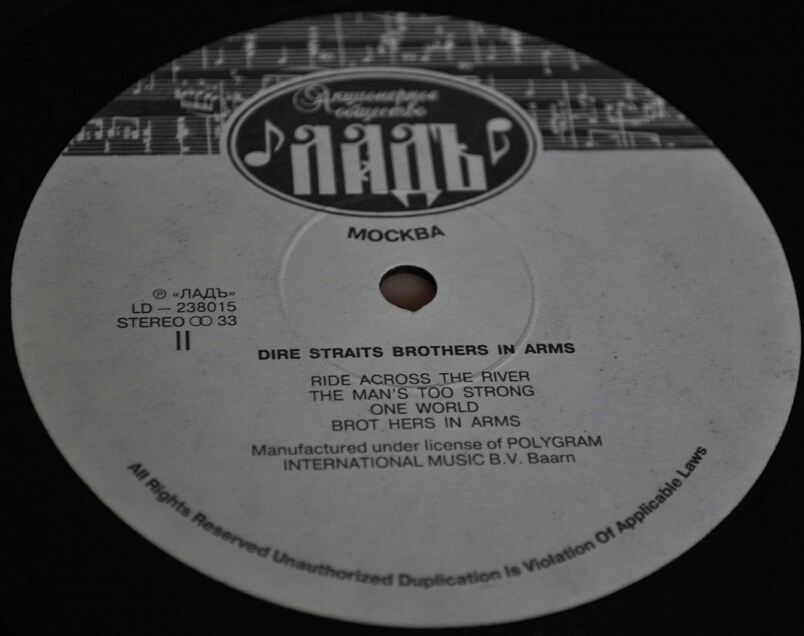 Акционерное
общество
ЛАДЪ
МОСКВА
℗ «ЛАДЪ»
LD — 238015
STEREO ꝏ 33
II
DIRE STRAITS BROTHERS IN ARMS
RIDE ACROSS THE RIVER
THE MAN'S TOO STRONG
ONE WORLD
BROT HERS IN ARMS
Manufactured under license of POLYGRAM
INTERNATIONAL MUSIC B.V. Baarn
All Rights Reserved Unauthorized Duplication Is Violation Of Applicable Laws